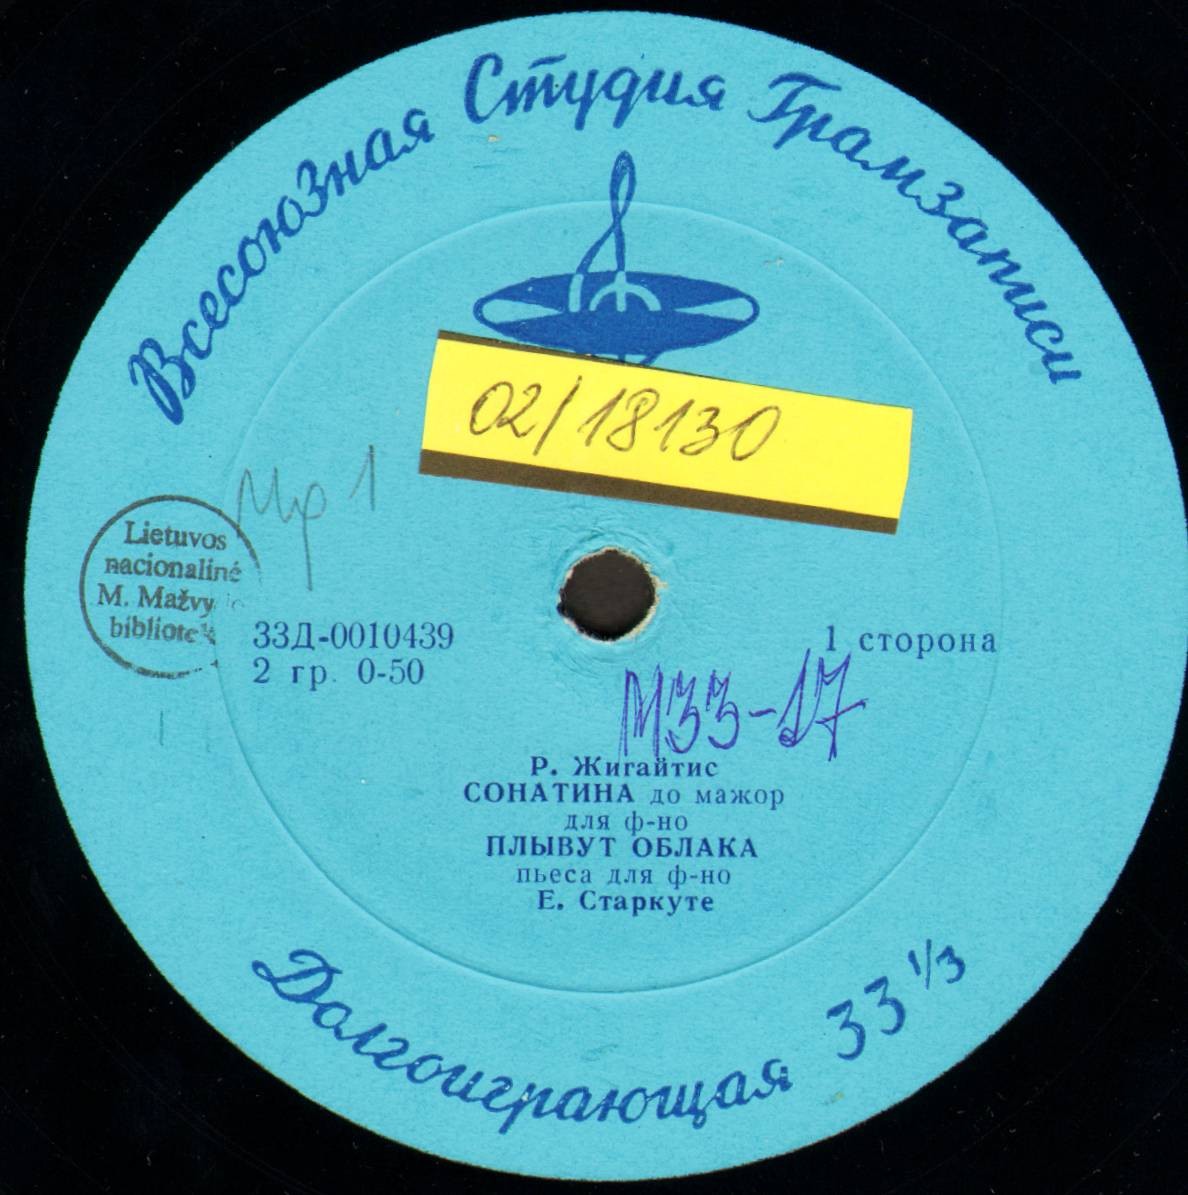 Всесоюзная Студия Грамзаписи
02/18130
Мр 1
Lietuvos
nacionalinė
M. Mažvy
bibliotek
33Д-0010439
2 гр. 0-50
1 сторона
М33-17
Р. Жигайтис
СОНАТИНА до мажор
для ф-но
ПЛЫВУТ ОБЛАКА
пьеса для ф-но
Е. Старкуте
Долгоиграющая 33 1/3